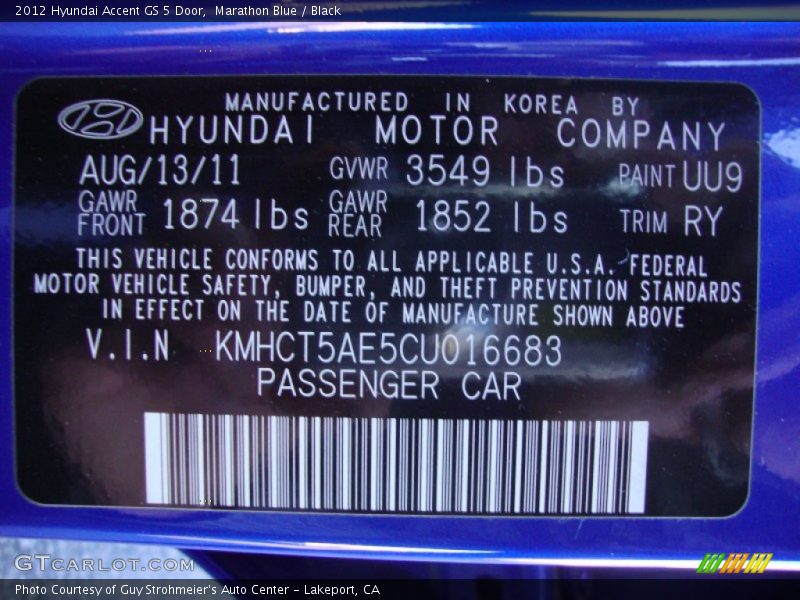 2012 Hyundai Accent GS 5 Door,  Marathon Blue / Black
MANUFACTURED IN KOREA BY
HYUNDAI MOTOR COMPANY
AUG/13/11 GVWR 3549 lbs PAINT UU9
GAWR FRONT 1874 lbs GAWR REAR 1852 lbs TRIM RY
THIS VEHICLE CONFORMS TO ALL APPLICABLE U.S.A. FEDERAL
MOTOR VEHICLE SAFETY, BUMPER, AND THEFT PREVENTION STANDARDS
IN EFFECT ON THE DATE OF MANUFACTURE SHOWN ABOVE
V.I.N KMHCT5AE5CU016683
PASSENGER CAR
GTCARLOT.COM
Photo Courtesy of Guy Strohmeier's Auto Center - Lakeport, CA